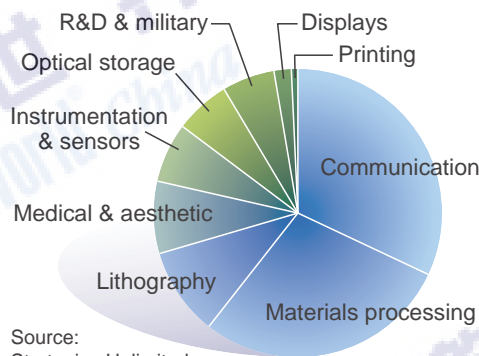 R&D & military
Displays
Optical storage
Printing
Instrumentation
& sensors
Communication
Medical & aesthetic
Lithography
Materials processing
Source: